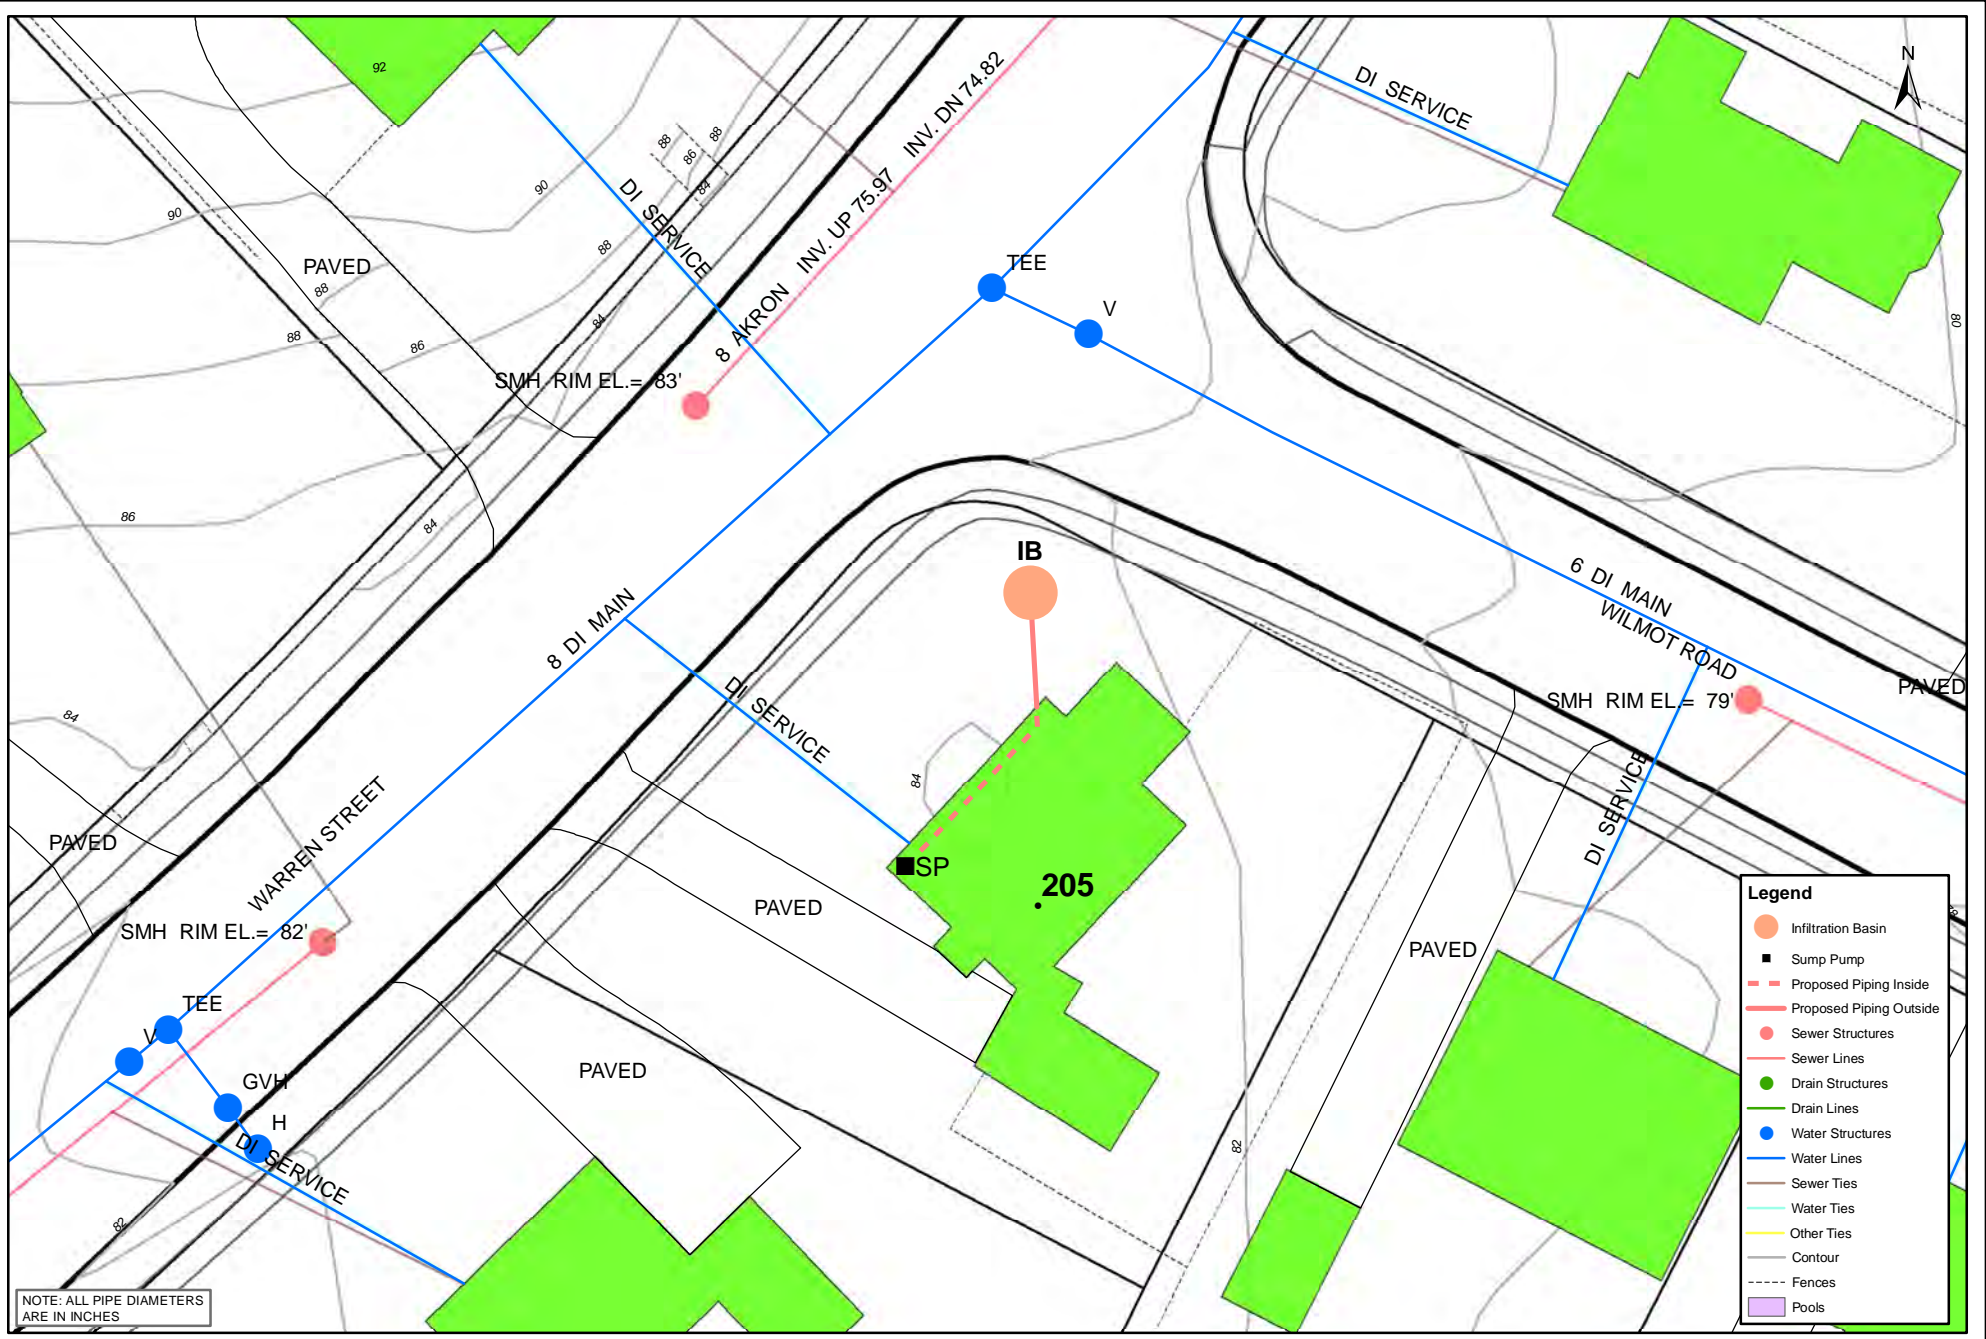 92
N
DI SERVICE
INV. DN 74.82
88
88
86
84
90
90
DI SERVICE
INV. UP 75.97
88
PAVED
88
TEE
V
84
88
86
8 AKRON
80
SMH RIM EL.= 83'
86
84
IB
6 DI MAIN
WILMOT ROAD
8 DI MAIN
DI SERVICE
SMH RIM EL.= 79'
PAVED
84
84
DI SERVICE
WARREN STREET
PAVED
SP
205
PAVED
SMH RIM EL.= 82'
PAVED
78
TEE
V
GVH
H
PAVED
DI SERVICE
82
82
Legend
Infiltration Basin
Sump Pump
Proposed Piping Inside
Proposed Piping Outside
Sewer Structures
Sewer Lines
Drain Structures
Drain Lines
Water Structures
Water Lines
Sewer Ties
Water Ties
Other Ties
Contour
Fences
Pools
NOTE: ALL PIPE DIAMETERS
ARE IN INCHES